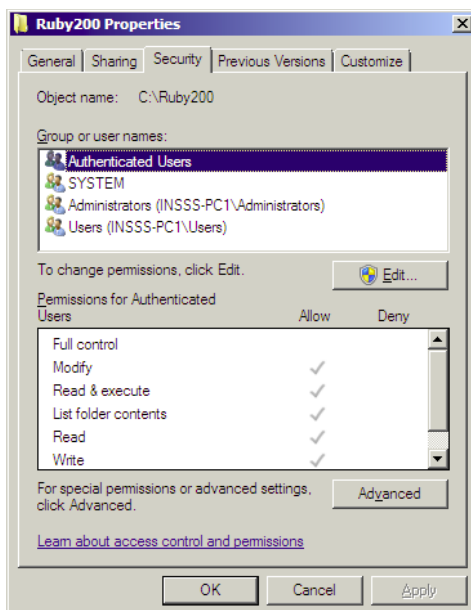 Ruby200 Properties
General Sharing Security Previous Versions Customize
Object name: C:\Ruby200
Group or user names:
Authenticated Users
SYSTEM
Administrators (INSSS-PC1\Administrators)
Users (INSSS-PC1\Users)
To change permissions, click Edit.
Edit...
Permissions for Authenticated
Users Allow Deny
Full control
Modify
Read & execute
List folder contents
Read
Write
For special permissions or advanced settings,
click Advanced.
Advanced
Learn about access control and permissions
OK Cancel Apply